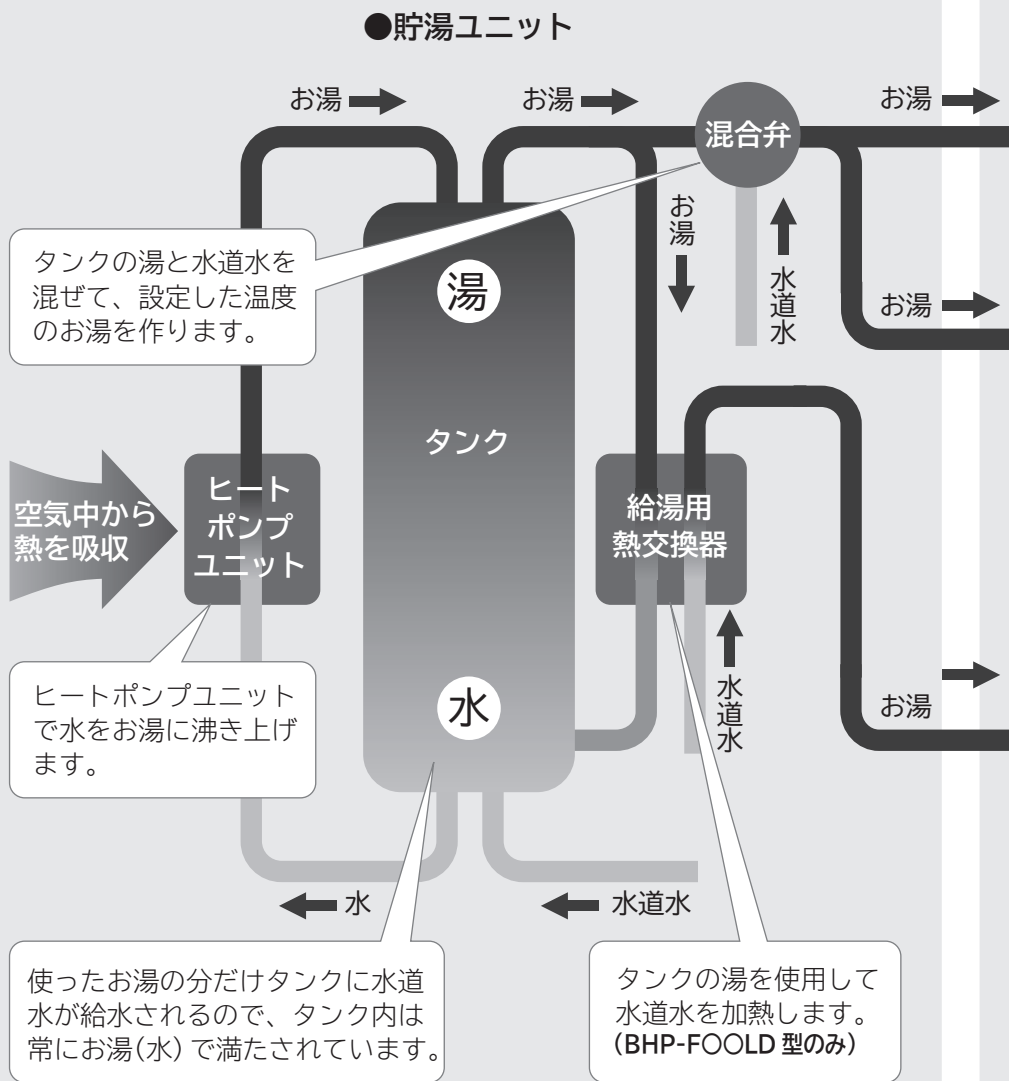 ●貯湯ユニット
お湯
お湯
混合弁
お湯
お湯
水道水
お湯
タンクの湯と水道水を
混ぜて、設定した温度
のお湯を作ります。
湯
タンク
空気中から
熱を吸収
ヒート
ポンプ
ユニット
給湯用
熱交換器
ヒートポンプユニット
で水をお湯に沸き上げ
ます。
水
水道水
お湯
水
水道水
使ったお湯の分だけタンクに水道
水が給水されるので、タンク内は
常にお湯(水)で満たされています。
タンクの湯を使用して
水道水を加熱します。
(BHP-F○○LD 型のみ)